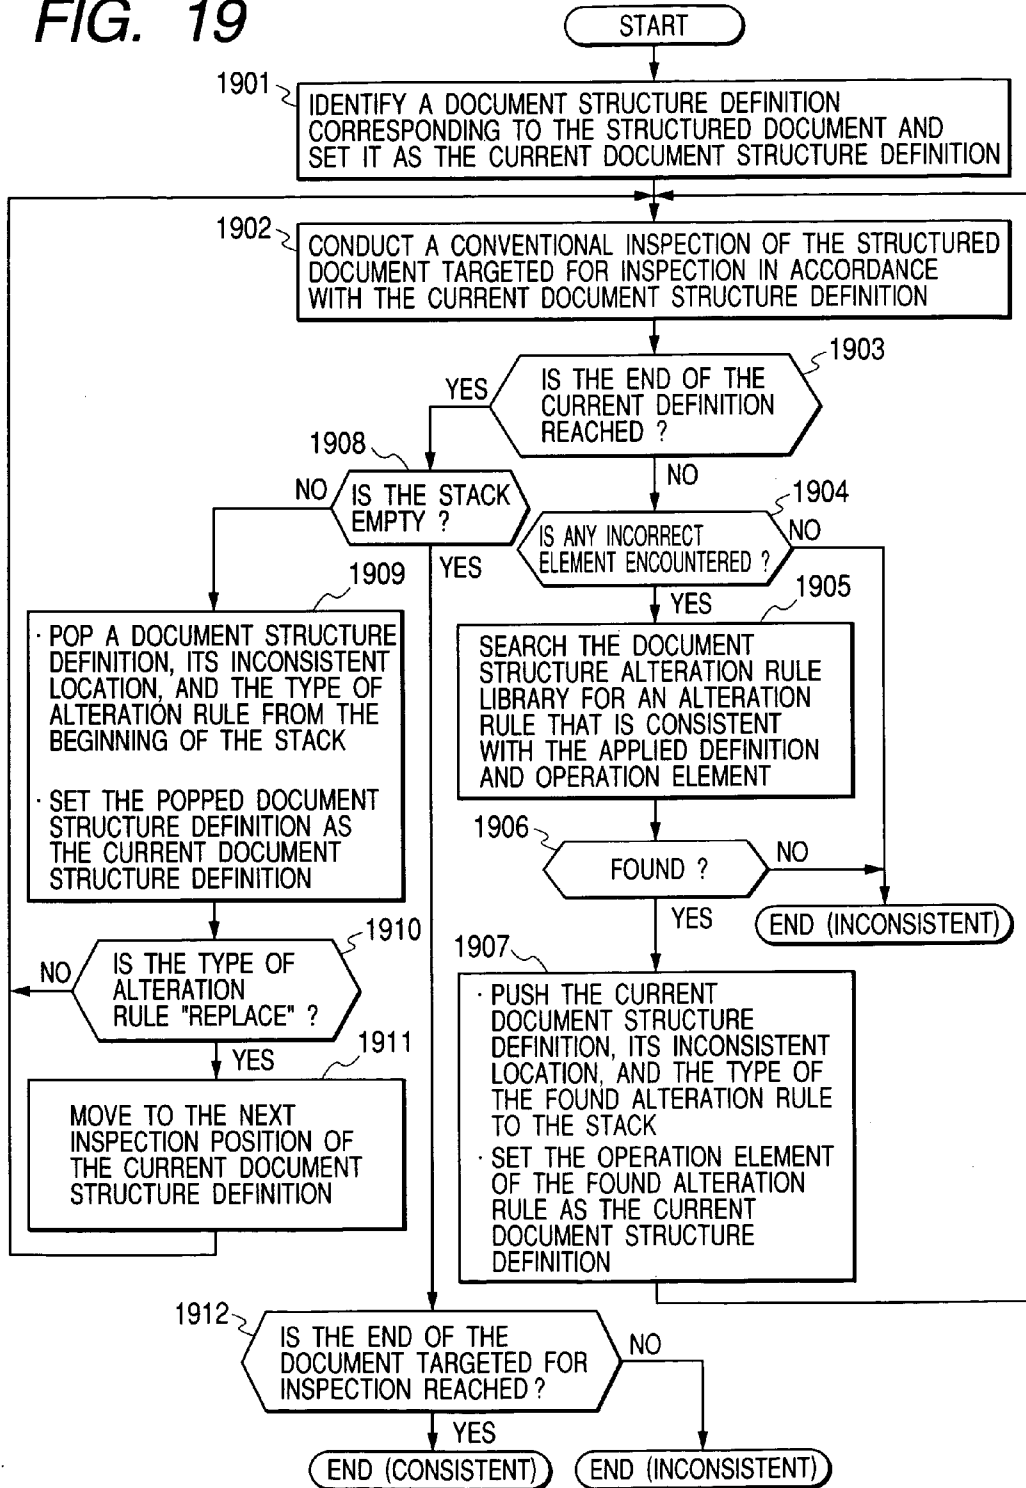 FIG. 19
START
1901
IDENTIFY A DOCUMENT STRUCTURE DEFINITION
CORRESPONDING TO THE STRUCTURED DOCUMENT AND
SET IT AS THE CURRENT DOCUMENT STRUCTURE DEFINITION
1902
CONDUCT A CONVENTIONAL INSPECTION OF THE STRUCTURED
DOCUMENT TARGETED FOR INSPECTION IN ACCORDANCE
WITH THE CURRENT DOCUMENT STRUCTURE DEFINITION
1903
IS THE END OF THE
CURRENT DEFINITION
REACHED ?
YES
NO
1908
IS THE STACK
EMPTY ?
NO
YES
1904
IS ANY INCORRECT
ELEMENT ENCOUNTERED ?
NO
YES
1909
· POP A DOCUMENT STRUCTURE
DEFINITION, ITS INCONSISTENT
LOCATION, AND THE TYPE OF
ALTERATION RULE FROM THE
BEGINNING OF THE STACK
· SET THE POPPED DOCUMENT
STRUCTURE DEFINITION AS
THE CURRENT DOCUMENT
STRUCTURE DEFINITION
1905
SEARCH THE DOCUMENT
STRUCTURE ALTERATION RULE
LIBRARY FOR AN ALTERATION
RULE THAT IS CONSISTENT
WITH THE APPLIED DEFINITION
AND OPERATION ELEMENT
1906
FOUND ?
NO
YES
END (INCONSISTENT)
1910
IS THE TYPE OF
ALTERATION
RULE "REPLACE" ?
NO
YES
1911
MOVE TO THE NEXT
INSPECTION POSITION OF
THE CURRENT DOCUMENT
STRUCTURE DEFINITION
1907
· PUSH THE CURRENT
DOCUMENT STRUCTURE
DEFINITION, ITS INCONSISTENT
LOCATION, AND THE TYPE OF
THE FOUND ALTERATION RULE
TO THE STACK
· SET THE OPERATION ELEMENT
OF THE FOUND ALTERATION
RULE AS THE CURRENT
DOCUMENT STRUCTURE
DEFINITION
1912
IS THE END OF THE
DOCUMENT TARGETED FOR
INSPECTION REACHED ?
NO
YES
END (CONSISTENT)
END (INCONSISTENT)